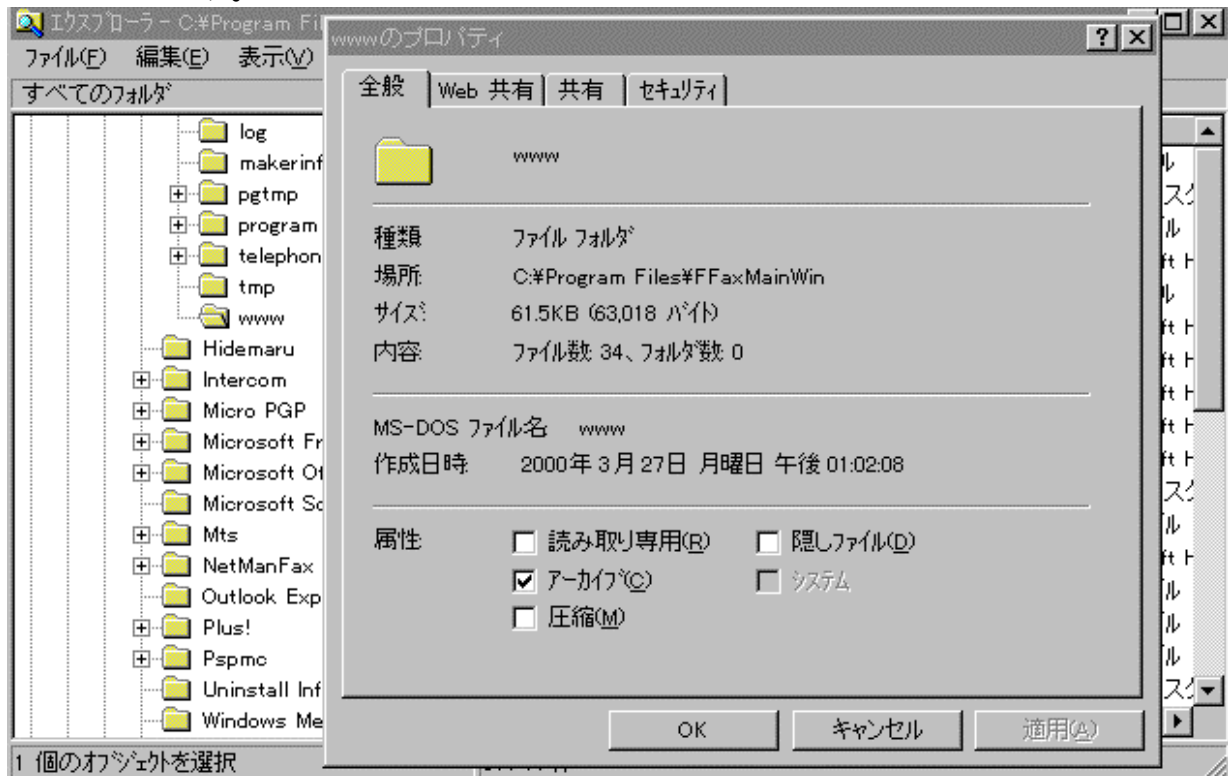 エクスプローラ - C:¥Program Fil
ファイル(F) 編集(E) 表示(V)
すべてのフォルダ
log
makerinf
pgtmp
program
telephon
tmp
www
Hidemaru
Intercom
Micro PGP
Microsoft Fr
Microsoft Of
Microsoft Sc
Mts
NetManFax
Outlook Exp
Plus!
Pspmc
Uninstall Inf
Windows Me
1 個のオブジェクトを選択
wwwのプロパティ
全般 Web 共有 共有 セキュリティ
www
種類: ファイル フォルダ
場所: C:¥Program Files¥FFaxMainWin
サイズ: 61.5KB (63,018 バイト)
内容: ファイル数: 34、フォルダ数: 0
MS-DOS ファイル名: www
作成日時: 2000年 3月 27日 月曜日 午後 01:02:08
属性: 読み取り専用(R) 隠しファイル(D)
アーカイブ(C) システム
圧縮(M)
OK キャンセル 適用(A)